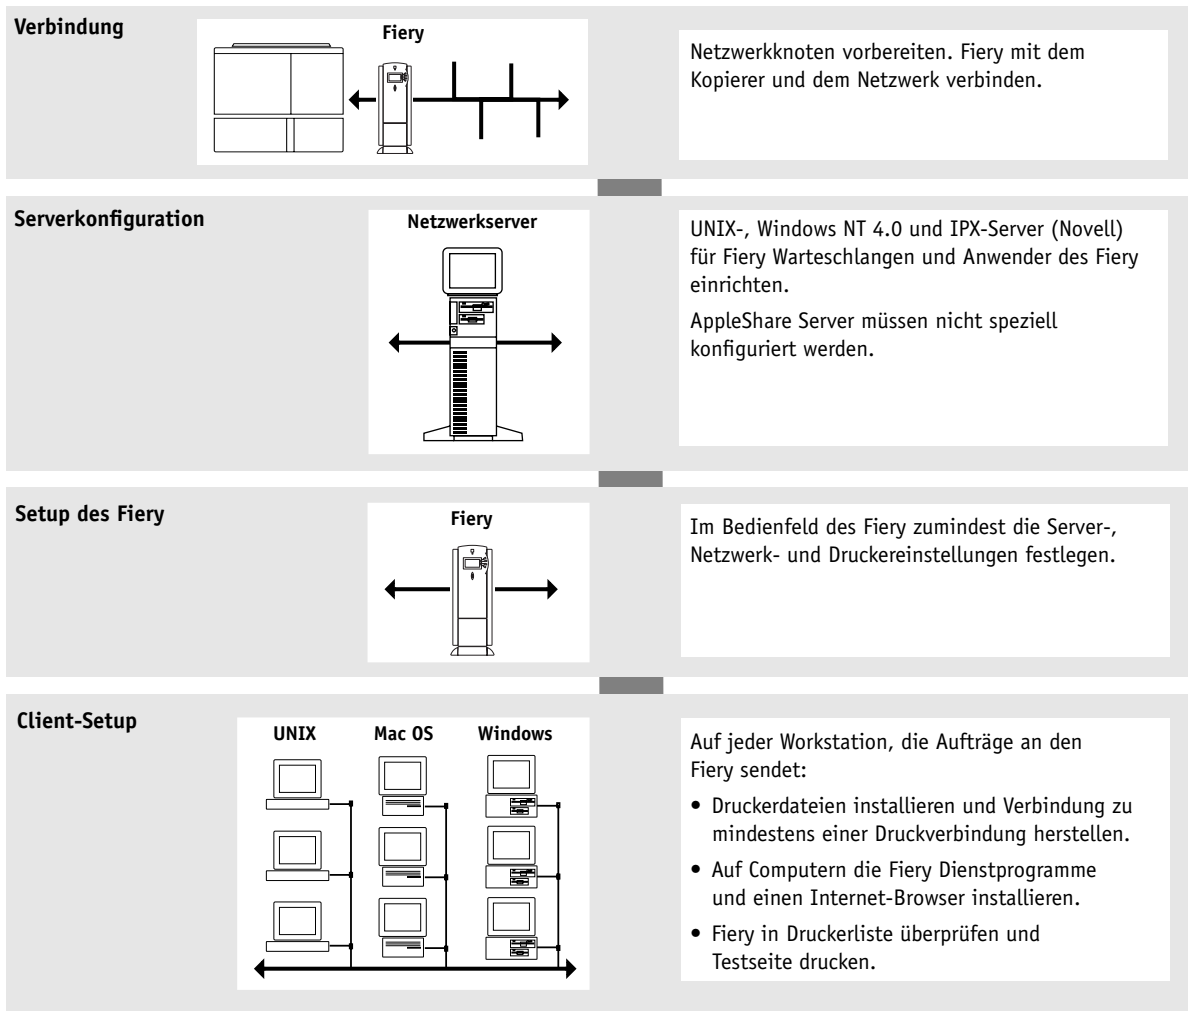 Verbindung
Fiery
Netzwerkknoten vorbereiten. Fiery mit dem
Kopierer und dem Netzwerk verbinden.
Serverkonfiguration
Netzwerkserver
UNIX-, Windows NT 4.0 und IPX-Server (Novell)
für Fiery Warteschlangen und Anwender des Fiery
einrichten.
AppleShare Server müssen nicht speziell
konfiguriert werden.
Setup des Fiery
Fiery
Im Bedienfeld des Fiery zumindest die Server-,
Netzwerk- und Druckereinstellungen festlegen.
Client-Setup
UNIX Mac OS Windows
Auf jeder Workstation, die Aufträge an den
Fiery sendet:
• Druckerdateien installieren und Verbindung zu
mindestens einer Druckverbindung herstellen.
• Auf Computern die Fiery Dienstprogramme
und einen Internet-Browser installieren.
• Fiery in Druckerliste überprüfen und
Testseite drucken.